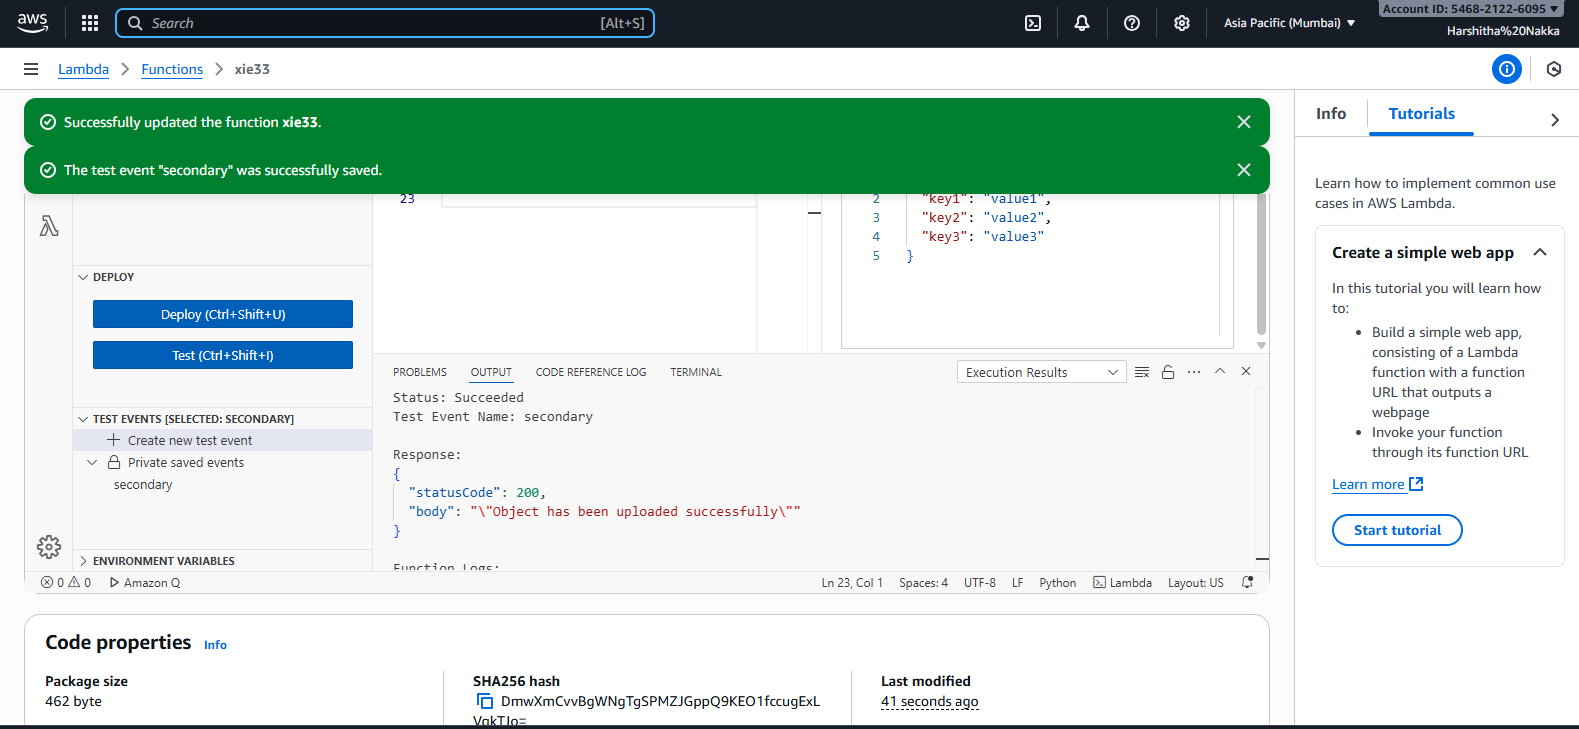 aws
Search [Alt+S]
Asia Pacific (Mumbai)
Account ID: 5468-2122-6095
Harshitha%20Nakka
Lambda > Functions > xie33
Successfully updated the function xie33.
The test event "secondary" was successfully saved.
23
2 "key1": "value1",
3 "key2": "value2",
4 "key3": "value3"
5 }
DEPLOY
Deploy (Ctrl+Shift+U)
Test (Ctrl+Shift+I)
TEST EVENTS [SELECTED: SECONDARY]
Create new test event
Private saved events
secondary
ENVIRONMENT VARIABLES
PROBLEMS OUTPUT CODE REFERENCE LOG TERMINAL
Execution Results
Status: Succeeded
Test Event Name: secondary
Response:
{
"statusCode": 200,
"body": "\"Object has been uploaded successfully\""
}
Function Logs:
0 0 Amazon Q
Ln 23, Col 1 Spaces: 4 UTF-8 LF Python Lambda Layout: US
Code properties Info
Package size
462 byte
SHA256 hash
DmwXmCvvBgWNgTgSPMZJGppQ9KEO1fccugExL
VgkTJo=
Last modified
41 seconds ago
Info Tutorials
Learn how to implement common use
cases in AWS Lambda.
Create a simple web app
In this tutorial you will learn how
to:
• Build a simple web app,
consisting of a Lambda
function with a function
URL that outputs a
webpage
• Invoke your function
through its function URL
Learn more
Start tutorial